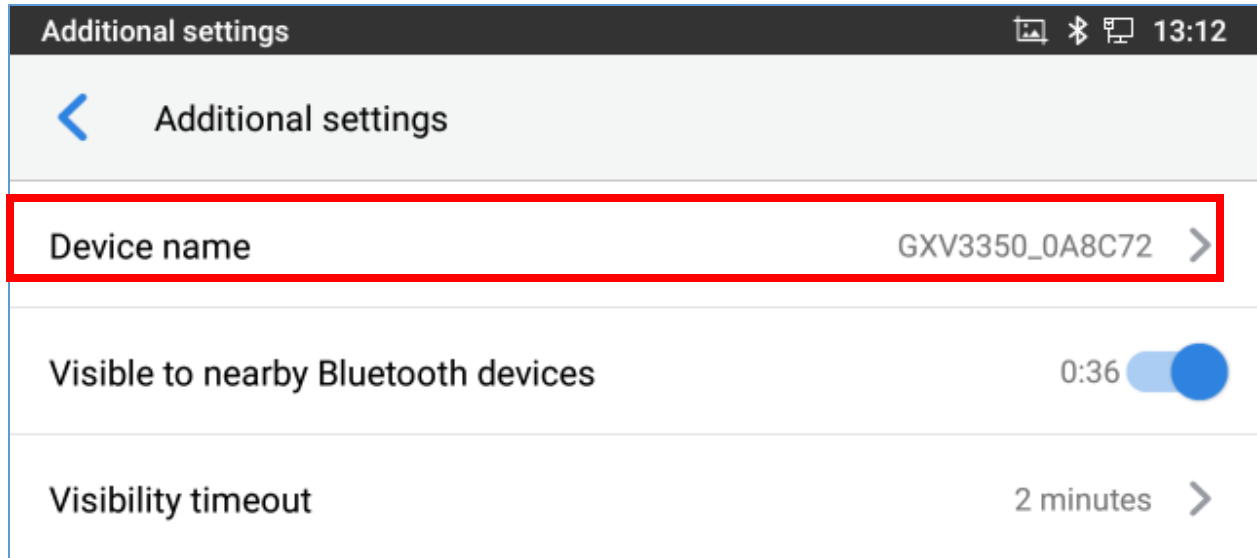 Additional settings 13:12
Additional settings
Device name GXV3350_0A8C72
Visible to nearby Bluetooth devices 0:36
Visibility timeout 2 minutes